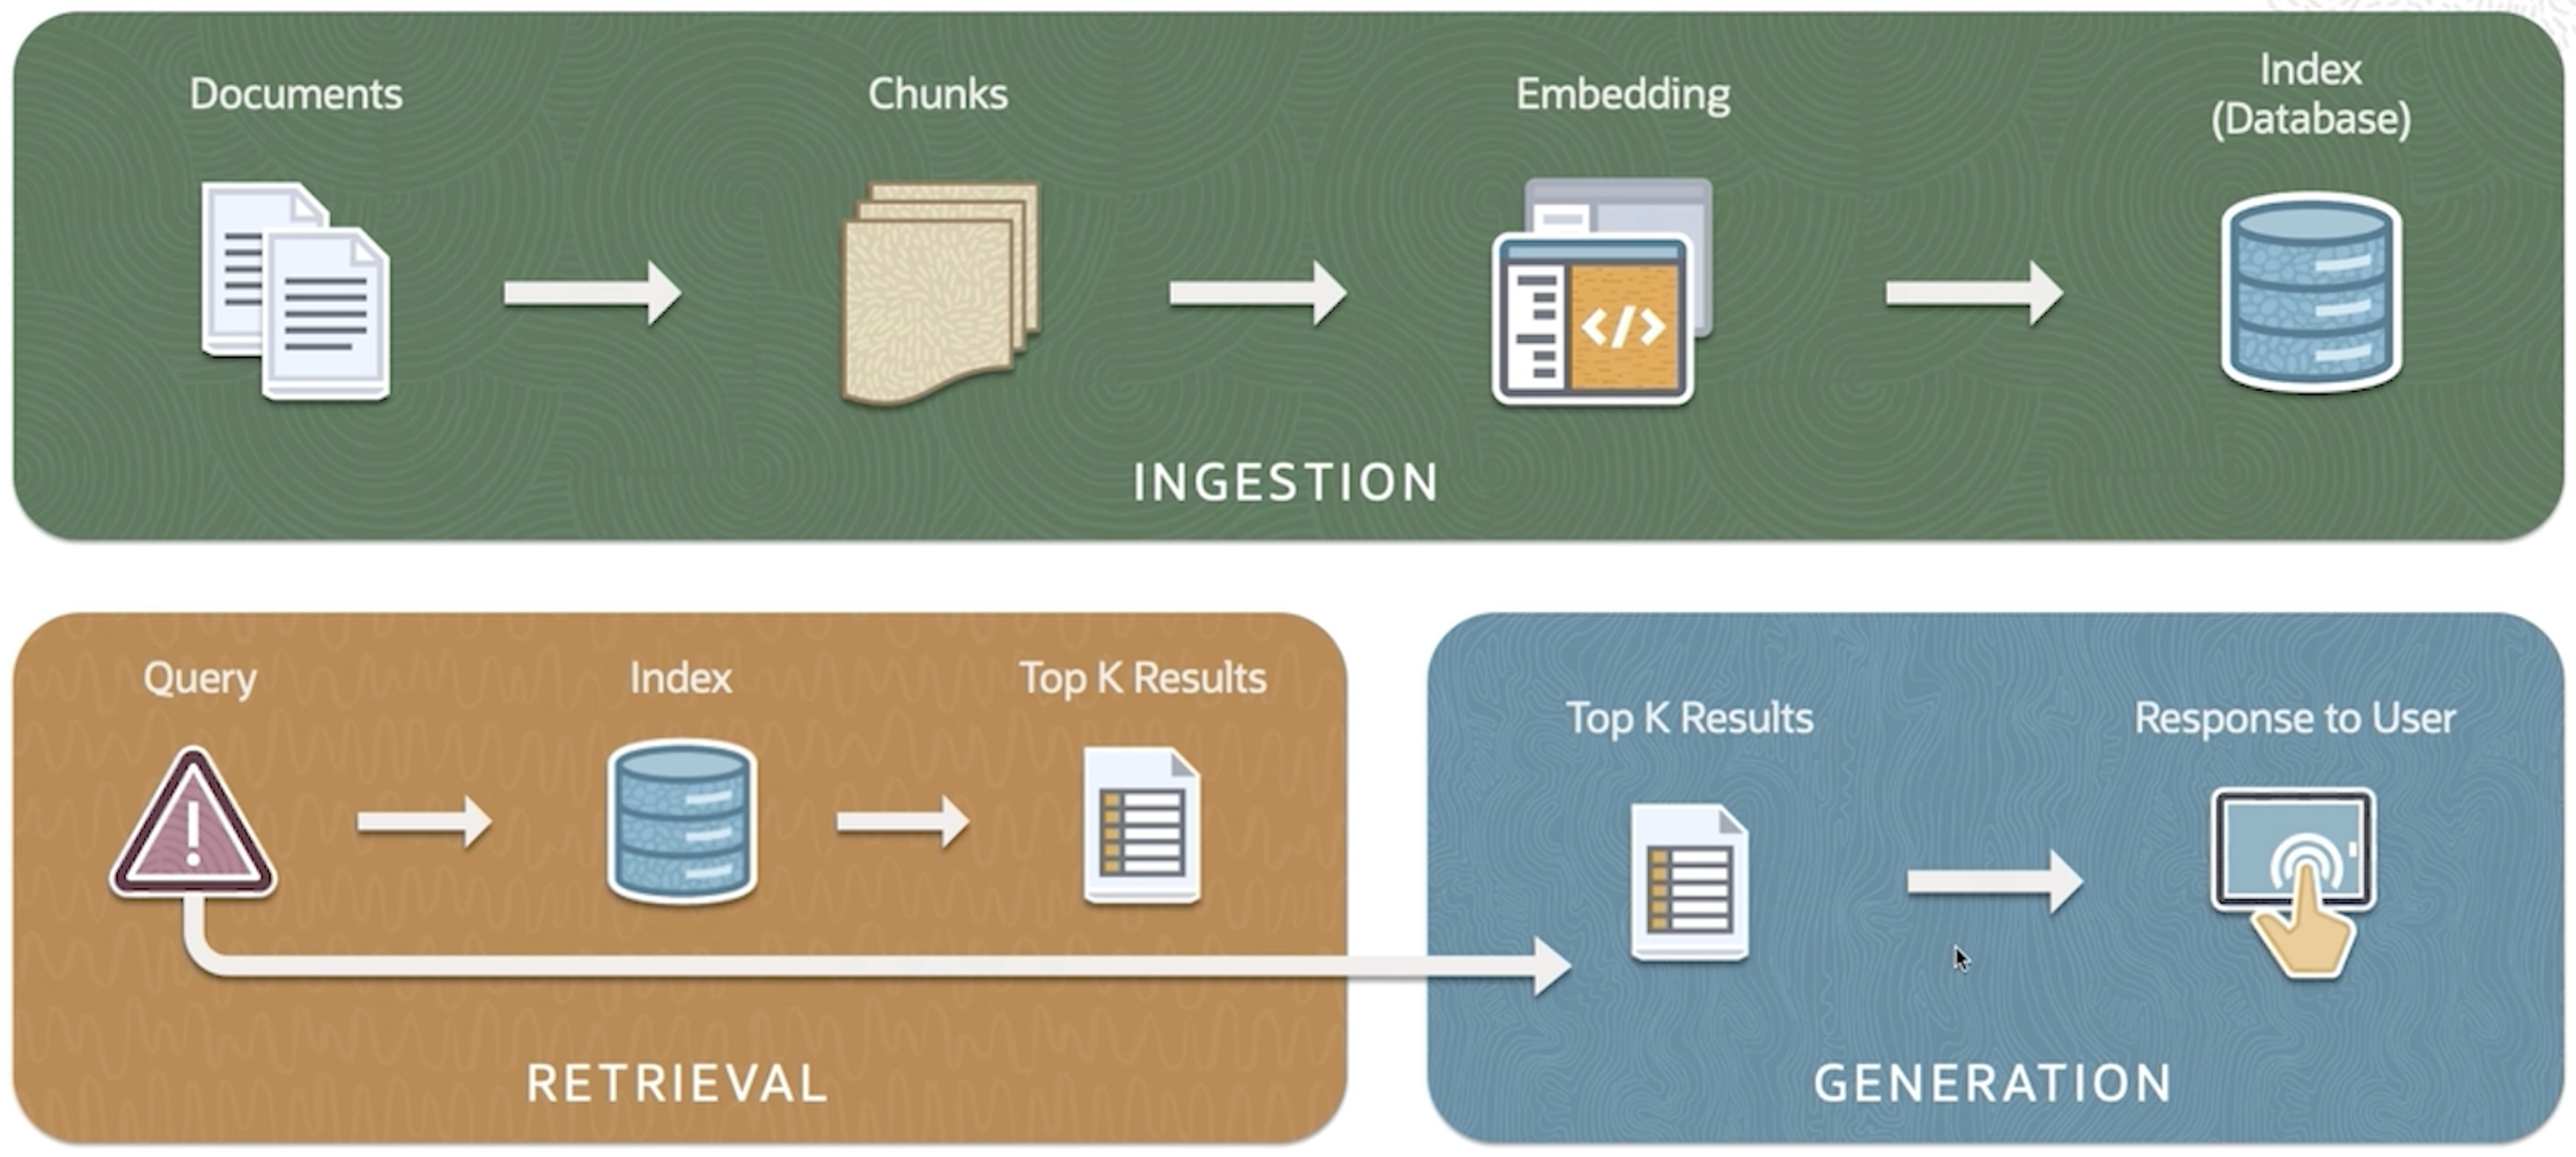 Documents
Chunks
Embedding
Index
(Database)
INGESTION
Query
Index
Top K Results
RETRIEVAL
Top K Results
Response to User
GENERATION